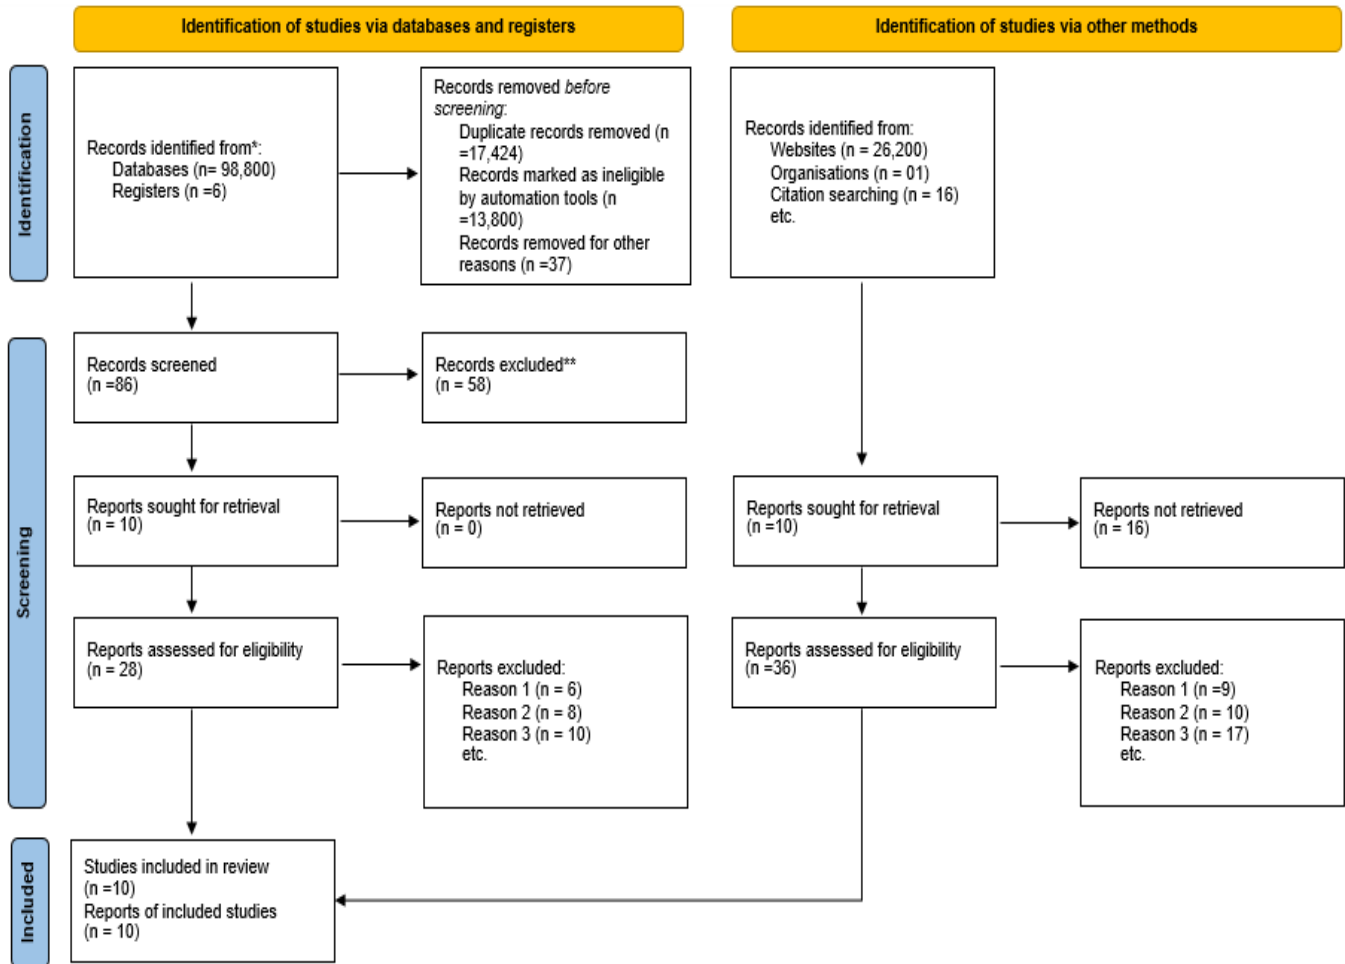 Identification of studies via databases and registers
Identification of studies via other methods
Identification
Records identified from*:
Databases (n= 98,800)
Registers (n =6)
Records removed before
screening:
Duplicate records removed (n
=17,424)
Records marked as ineligible
by automation tools (n
=13,800)
Records removed for other
reasons (n =37)
Records identified from:
Websites (n = 26,200)
Organisations (n = 01)
Citation searching (n = 16)
etc.
Screening
Records screened
(n =86)
Records excluded**
(n = 58)
Reports sought for retrieval
(n = 10)
Reports not retrieved
(n = 0)
Reports sought for retrieval
(n =10)
Reports not retrieved
(n = 16)
Reports assessed for eligibility
(n = 28)
Reports excluded:
Reason 1 (n = 6)
Reason 2 (n = 8)
Reason 3 (n = 10)
etc.
Reports assessed for eligibility
(n =36)
Reports excluded:
Reason 1 (n =9)
Reason 2 (n = 10)
Reason 3 (n = 17)
etc.
Included
Studies included in review
(n =10)
Reports of included studies
(n = 10)